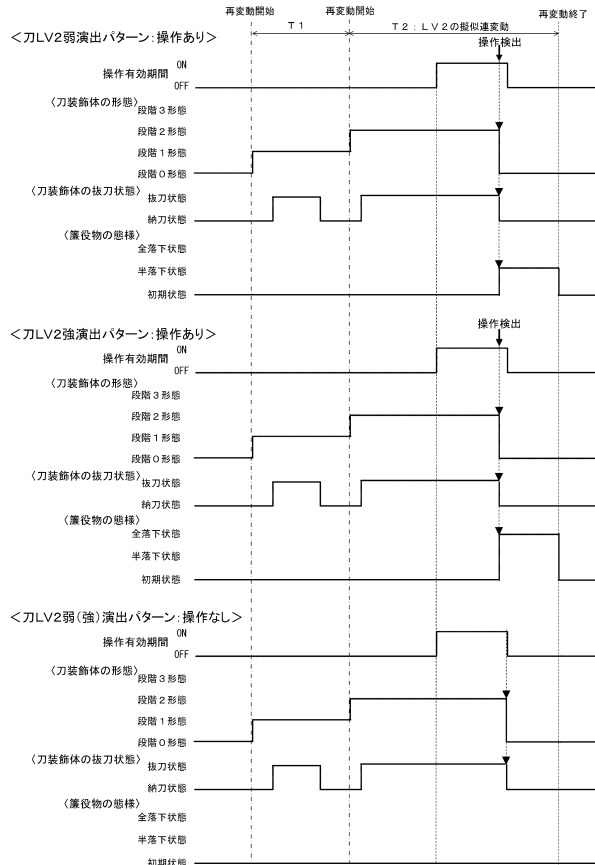 再変動開始 再変動開始 再変動終了
T1 T2:LV2の擬似連変動
<刀LV2弱演出パターン:操作あり>
操作検出
操作有効期間 ON
OFF
〈刀装飾体の形態〉
段階3形態
段階2形態
段階1形態
段階0形態
〈刀装飾体の抜刀状態〉
抜刀状態
納刀状態
〈簾役物の態様〉
全落下状態
半落下状態
初期状態
<刀LV2強演出パターン:操作あり>
操作検出
操作有効期間 ON
OFF
〈刀装飾体の形態〉
段階3形態
段階2形態
段階1形態
段階0形態
〈刀装飾体の抜刀状態〉
抜刀状態
納刀状態
〈簾役物の態様〉
全落下状態
半落下状態
初期状態
<刀LV2弱(強)演出パターン:操作なし>
操作有効期間 ON
OFF
〈刀装飾体の形態〉
段階3形態
段階2形態
段階1形態
段階0形態
〈刀装飾体の抜刀状態〉
抜刀状態
納刀状態
〈簾役物の態様〉
全落下状態
半落下状態
初期状態